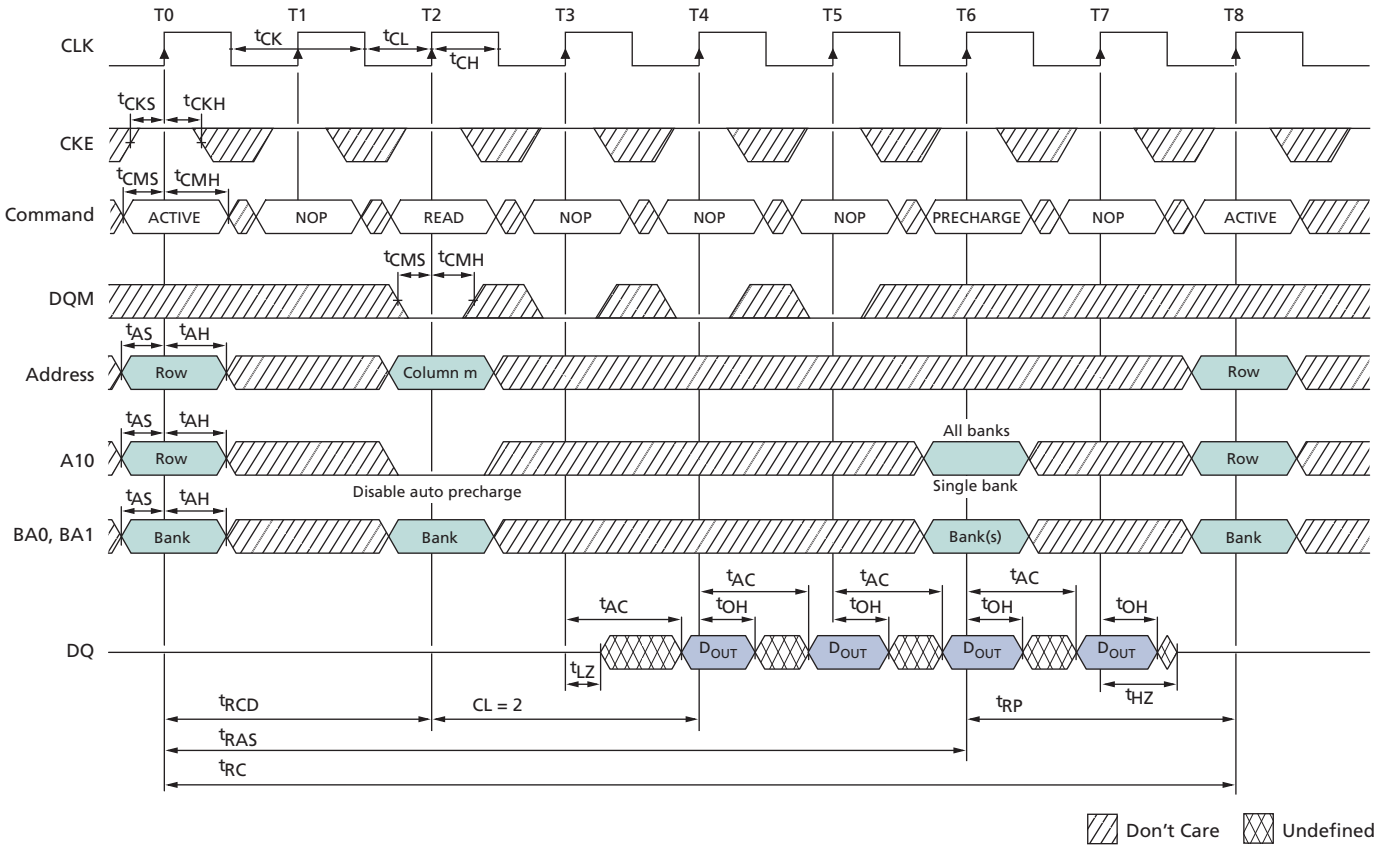 T0 T1 T2 T3 T4 T5 T6 T7 T8
CLK tCK tCL tCH
tCKS tCKH
CKE
tCMS tCMH
Command ACTIVE NOP READ NOP NOP NOP PRECHARGE NOP ACTIVE
tCMS tCMH
DQM
tAS tAH
Address Row Column m Row
tAS tAH All banks
A10 Row Row
Disable auto precharge Single bank
tAS tAH
BA0, BA1 Bank Bank Bank(s) Bank
tAC tAC tAC tAC
tOH tOH tOH tOH
DQ DOUT DOUT DOUT DOUT
tLZ tHZ
tRCD CL = 2 tRP
tRAS
tRC
Don't Care Undefined